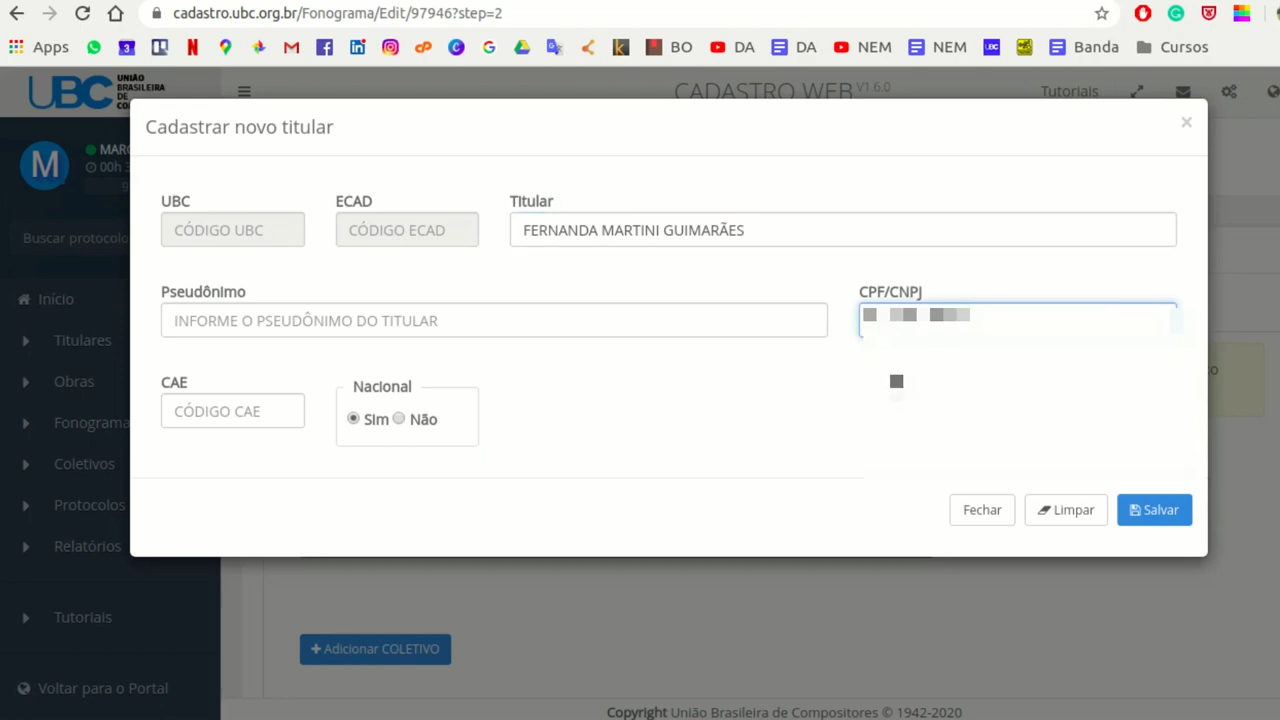 cadastro.ubc.org.br/Fonograma/Edit/97946?step=2
Apps BO DA DA NEM NEM Banda Cursos
UBC UNIÃO
BRASILEIRA
DE
CADASTRO WEB V1.6.0
Tutoriais
Cadastrar novo titular
×
M
MARC
00h 3
UBC ECAD Titular
CÓDIGO UBC CÓDIGO ECAD FERNANDA MARTINI GUIMARÃES
Buscar protocolo
Pseudônimo CPF/CNPJ
INFORME O PSEUDÔNIMO DO TITULAR
CAE Nacional
CÓDIGO CAE Sim Não
Início
Titulares
Obras
Fonograma
Coletivos
Protocolos
Relatórios
Tutoriais
Voltar para o Portal
Fechar Limpar Salvar
+ Adicionar COLETIVO
Copyright União Brasileira de Compositores © 1942-2020